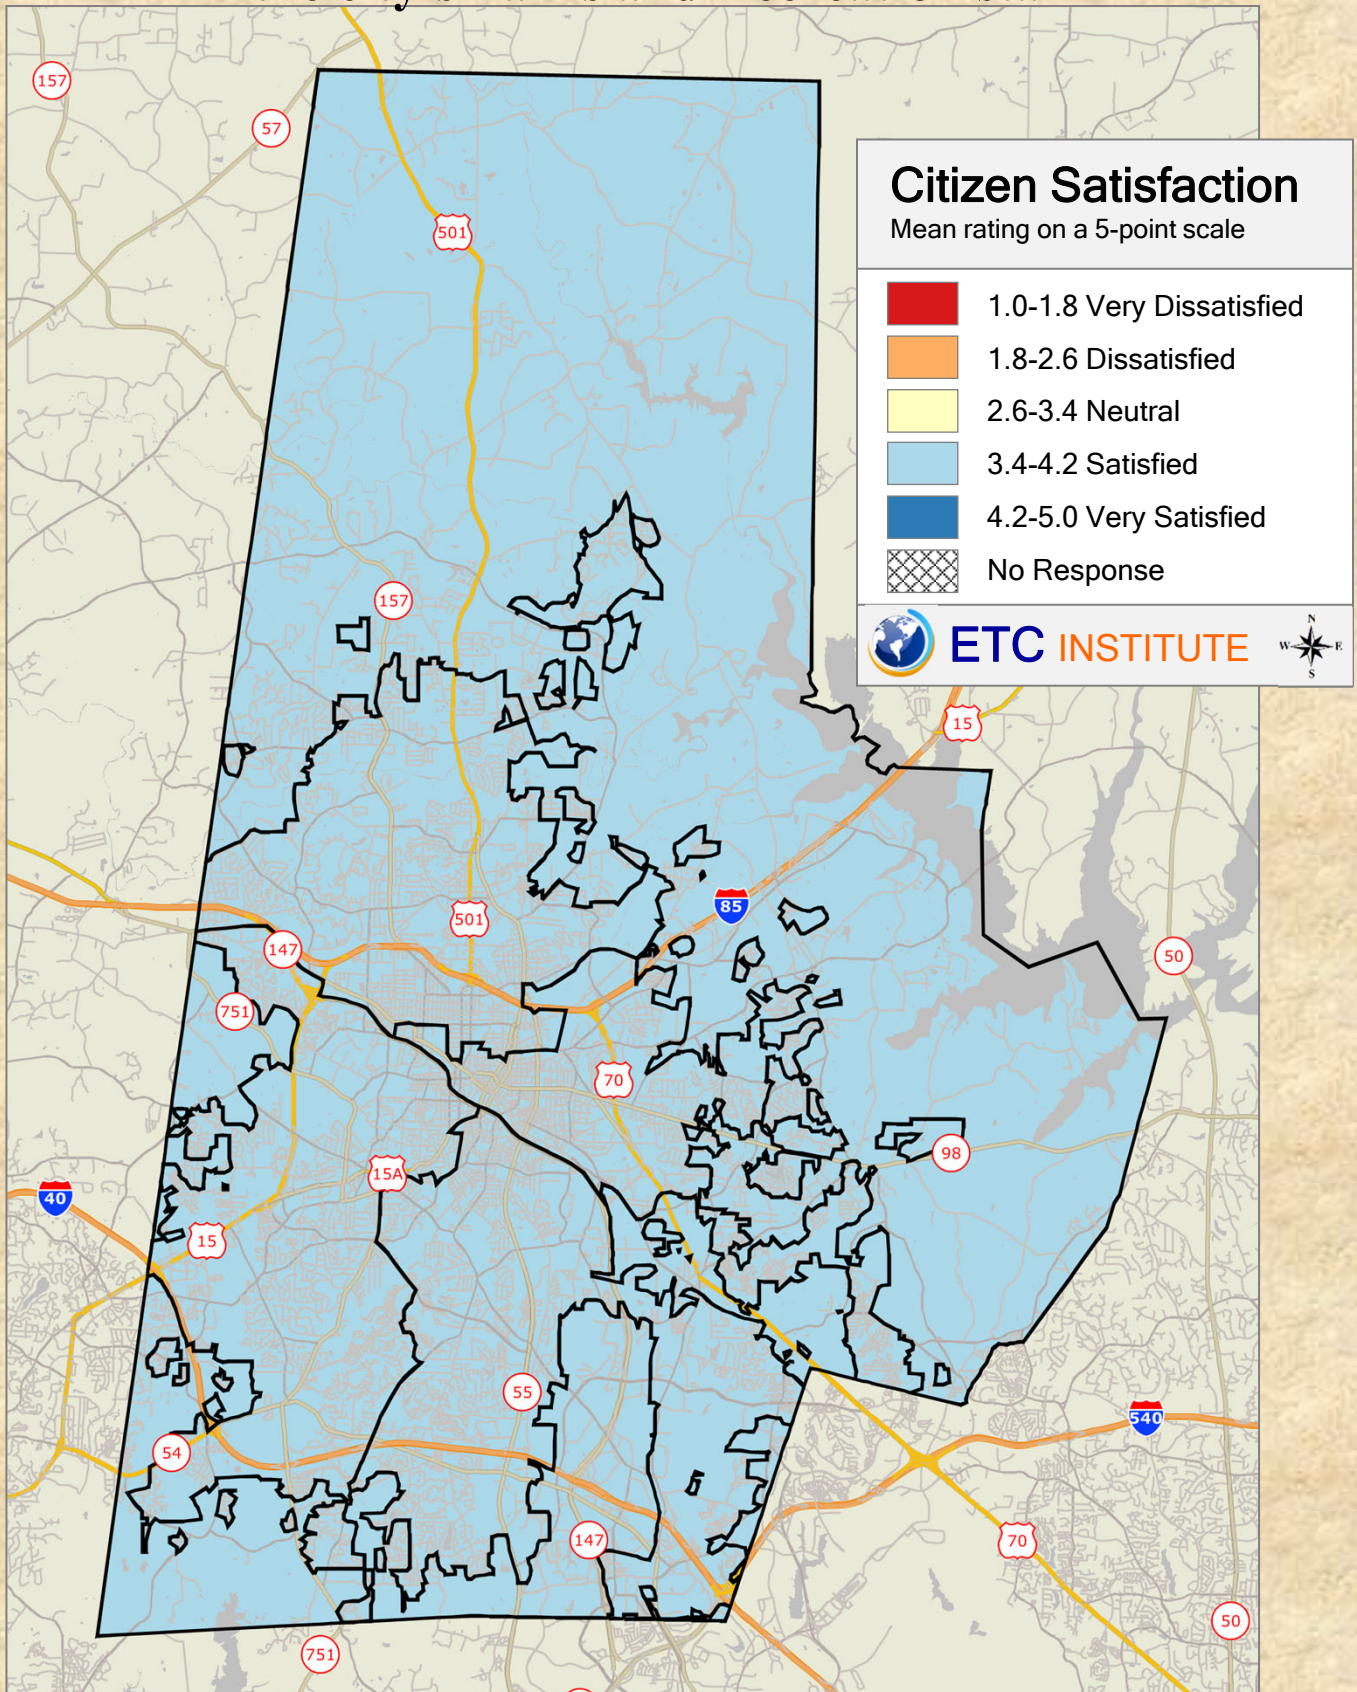 157
57
501
Citizen Satisfaction
Mean rating on a 5-point scale
1.0-1.8 Very Dissatisfied
1.8-2.6 Dissatisfied
2.6-3.4 Neutral
3.4-4.2 Satisfied
4.2-5.0 Very Satisfied
No Response
ETC INSTITUTE
N
W E
S
157
15
85
501
147
50
751
70
98
15A
40
15
55
540
54
147
70
50
751